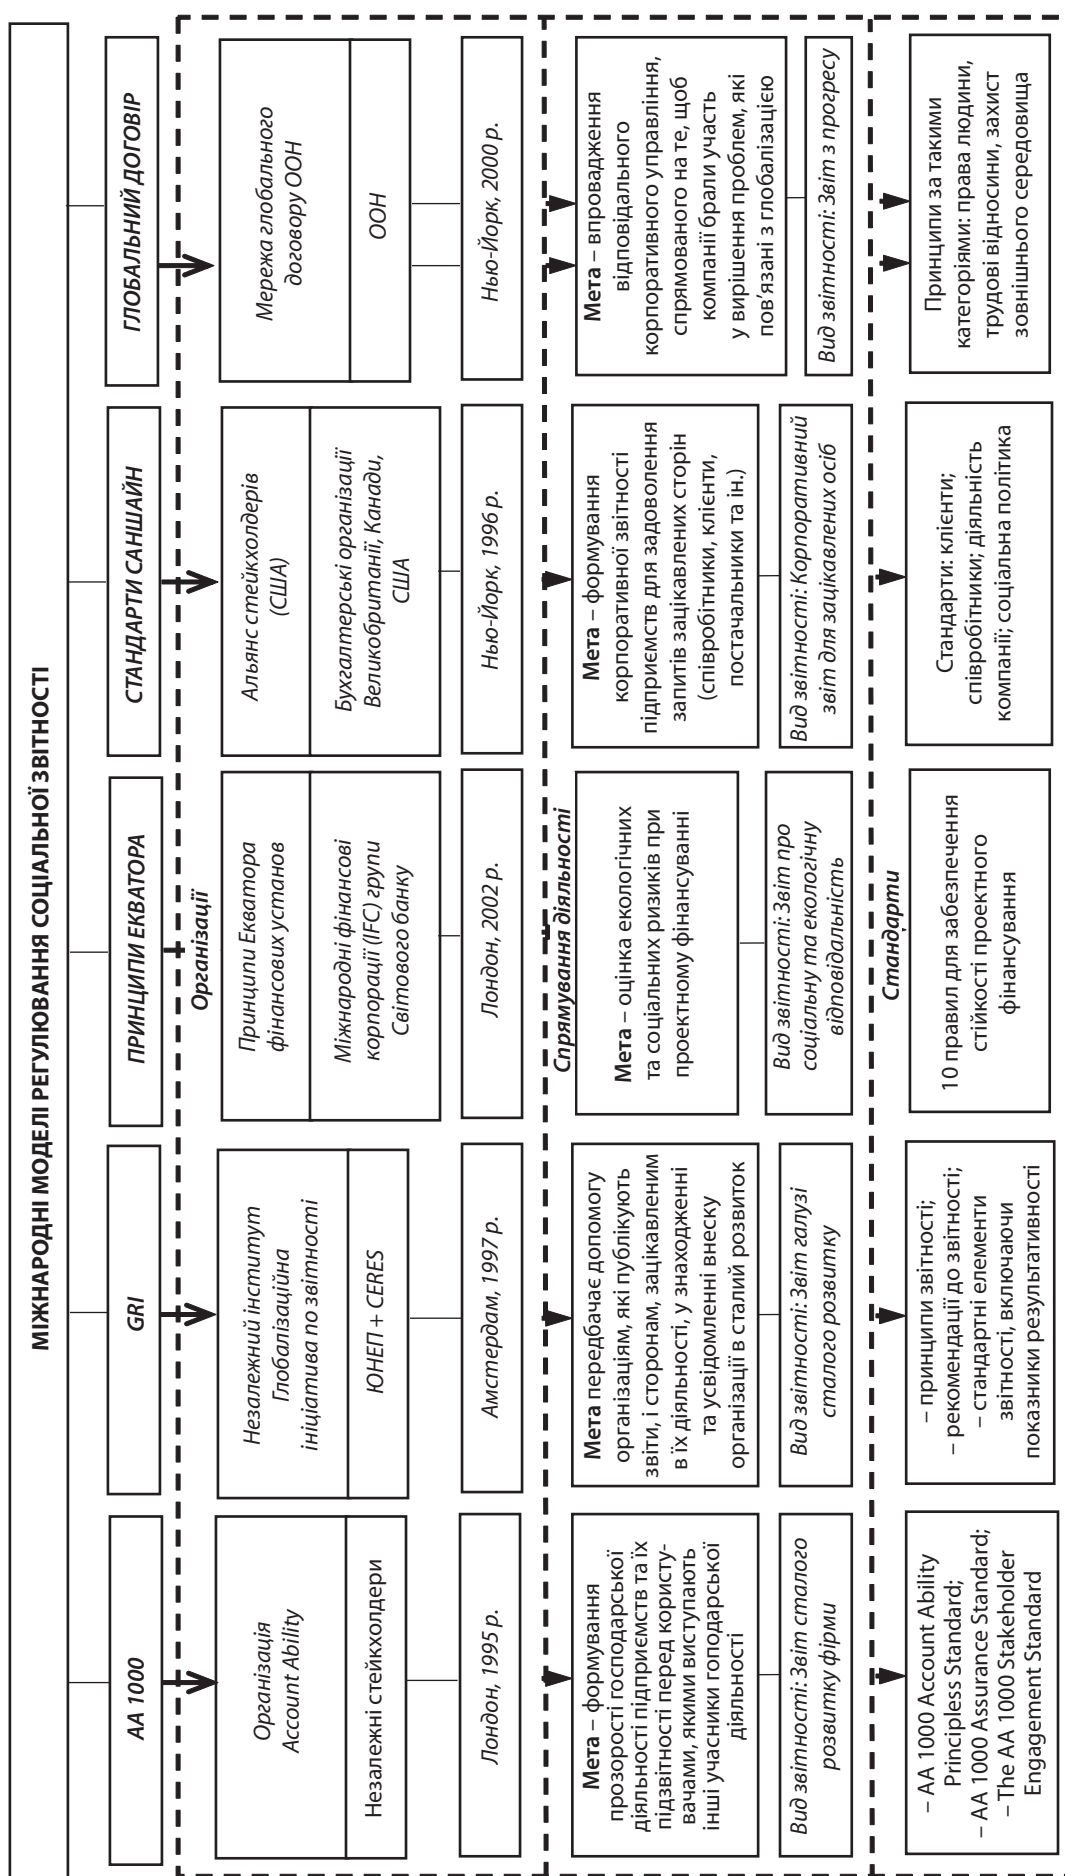 МІЖНАРОДНІ МОДЕЛІ РЕГУЛЮВАННЯ СОЦІАЛЬНОЇ ЗВІТНОСТІ
АА 1000
GRI
ПРИНЦИПИ ЕКВАТОРА
СТАНДАРТИ САНШАЙН
ГЛОБАЛЬНИЙ ДОГОВІР
Організації
Організація
Account Ability
Незалежні стейкхолдери
Лондон, 1995 р.
Незалежний інститут
Глобалізаційна
ініціатива по звітності
ЮНЕП + CERES
Амстердам, 1997 р.
Принципи Екватора
фінансових установ
Міжнародні фінансові
корпорації (IFC) групи
Світового банку
Лондон, 2002 р.
Альянс стейкхолдерів
(США)
Бухгалтерські організації
Великобританії, Канади,
США
Нью-Йорк, 1996 р.
Мережа глобального
договору ООН
ООН
Нью-Йорк, 2000 р.
Спрямування діяльності
Мета – формування
прозорості господарської
діяльності підприємств та їх
підзвітності перед користу-
вачами, якими виступають
інші учасники гоподарської
діяльності
Вид звітності: Звіт сталого
розвитку фірми
Мета передбачає допомогу
організаціям, які публікують
звіти, і сторонам, зацікавленим
в їх діяльності, у знаходженні
та усвідомленні внеску
організації в сталий розвиток
Вид звітності: Звіт галузі
сталого розвитку
Мета – оцінка екологічних
та соціальних ризиків при
проектному фінансуванні
Вид звітності: Звіт про
соціальну та екологічну
відповідальність
Мета – формування
корпоративної звітності
підприємств для задоволення
запитів зацікавлених сторін
(співробітники, клієнти,
постачальники та ін.)
Вид звітності: Корпоративний
звіт для зацікавлених осіб
Мета – впровадження
відповідального
корпоративного управління,
спрямованого на те, щоб
компанії брали участь
у вирішення проблем, які
пов’язані з глобалізацією
Вид звітності: Звіт з прогресу
Стандарти
– AA 1000 Account Ability
Principless Standard;
– AA 1000 Assurance Standard;
– The AA 1000 Stakeholder
Engagement Standard
– принципи звітності;
– рекомендації до звітності;
– стандартні елементи
звітності, включаючи
показники результативності
10 правил для забезпечення
стійкості проектного
фінансування
Стандарти: клієнти;
співробітники; діяльність
компанії; соціальна політика
Принципи за такими
категоріями: права людини,
трудові відносини, захист
зовнішнього середовища